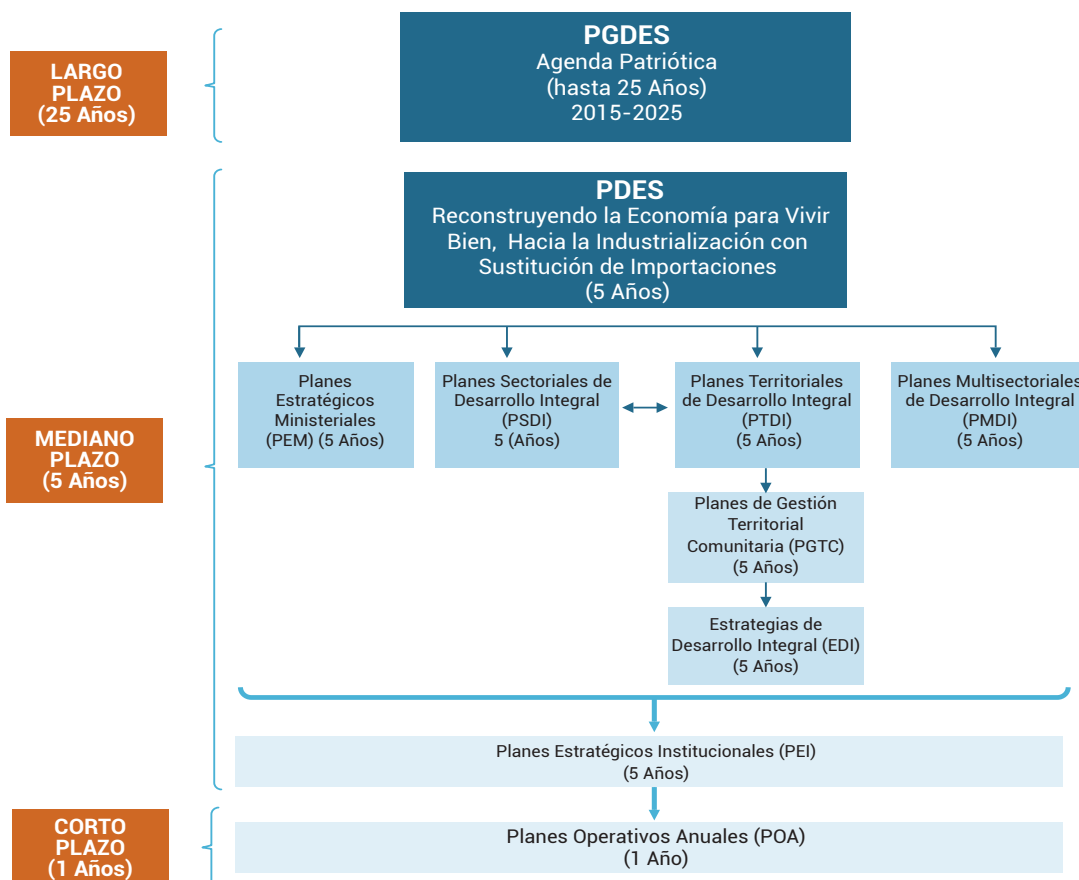 LARGO
PLAZO
(25 Años)
PGDES
Agenda Patriótica
(hasta 25 Años)
2015-2025
MEDIANO
PLAZO
(5 Años)
PDES
Reconstruyendo la Economía para Vivir
Bien, Hacia la Industrialización con
Sustitución de Importaciones
(5 Años)
Planes
Estratégicos
Ministeriales
(PEM) (5 Años)
Planes Sectoriales de
Desarrollo Integral
(PSDI)
5 (Años)
Planes Territoriales
de Desarrollo Integral
(PTDI)
(5 Años)
Planes Multisectoriales
de Desarrollo Integral
(PMDI)
(5 Años)
Planes de Gestión
Territorial
Comunitaria (PGTC)
(5 Años)
Estrategias de
Desarrollo Integral (EDI)
(5 Años)
Planes Estratégicos Institucionales (PEI)
(5 Años)
CORTO
PLAZO
(1 Años)
Planes Operativos Anuales (POA)
(1 Año)